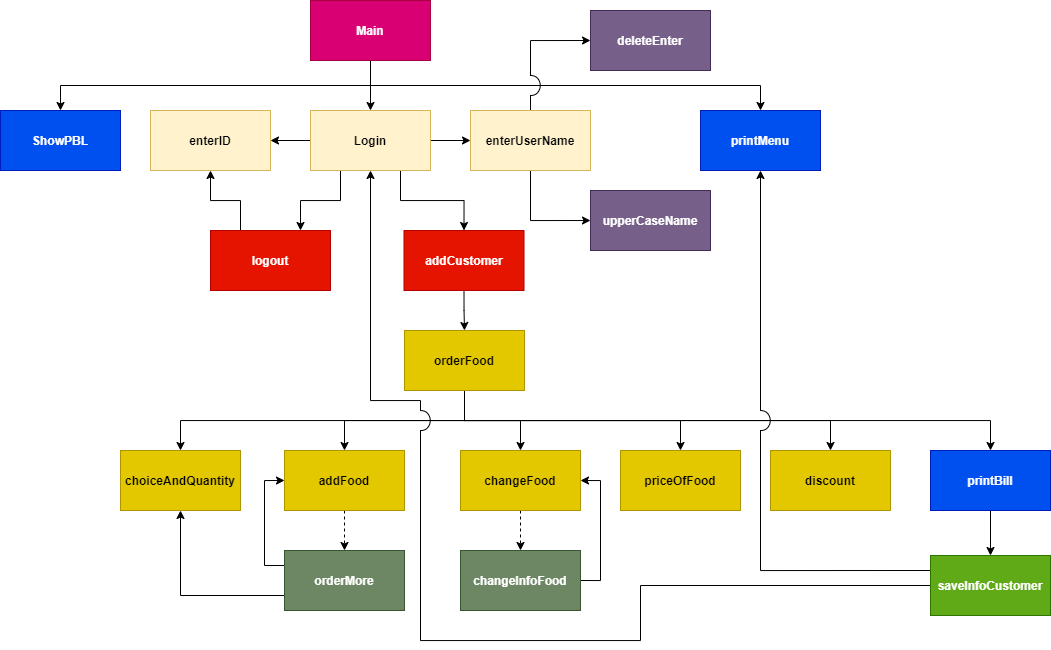 Main
deleteEnter
ShowPBL
enterID
Login
enterUserName
printMenu
upperCaseName
logout
addCustomer
orderFood
choiceAndQuantity
addFood
changeFood
priceOfFood
discount
printBill
orderMore
changeInfoFood
saveInfoCustomer